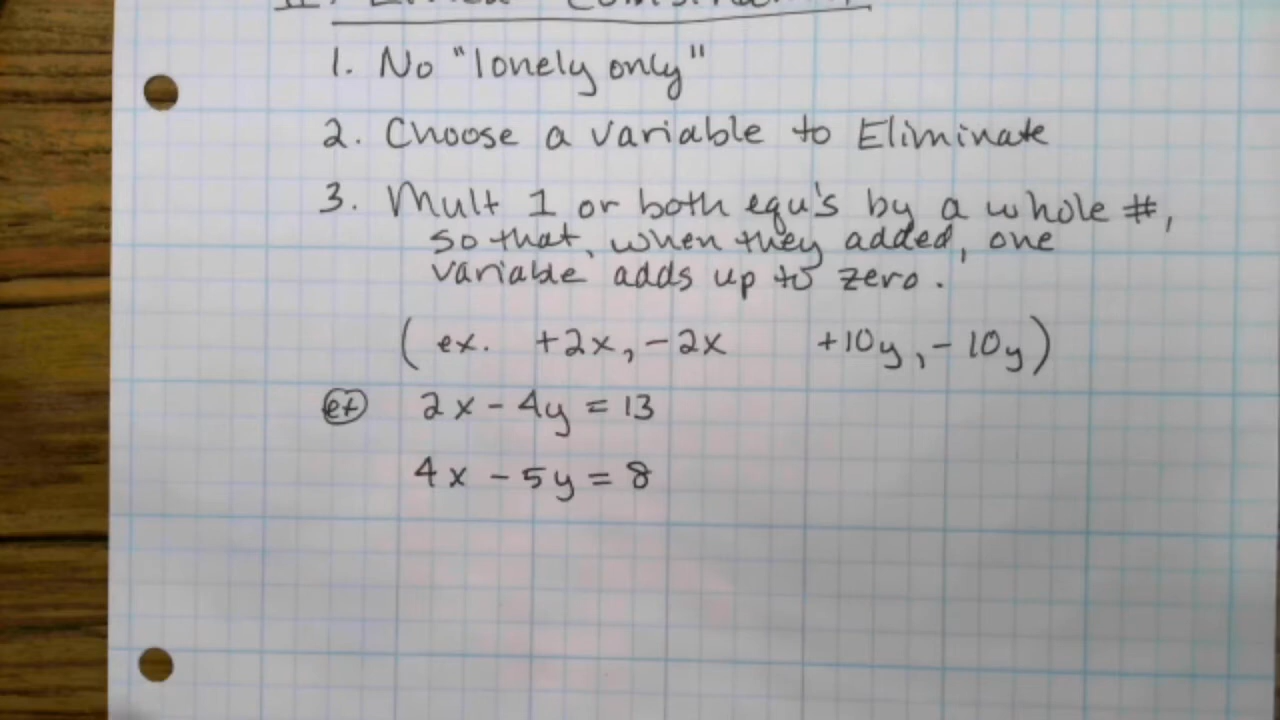 1. No "lonely only"
2. Choose a variable to Eliminate
3. Mult 1 or both equ's by a whole #,
so that, when they added, one
variable adds up to zero.
(ex. +2x, -2x +10y, -10y)
ex 2x - 4y = 13
4x - 5y = 8